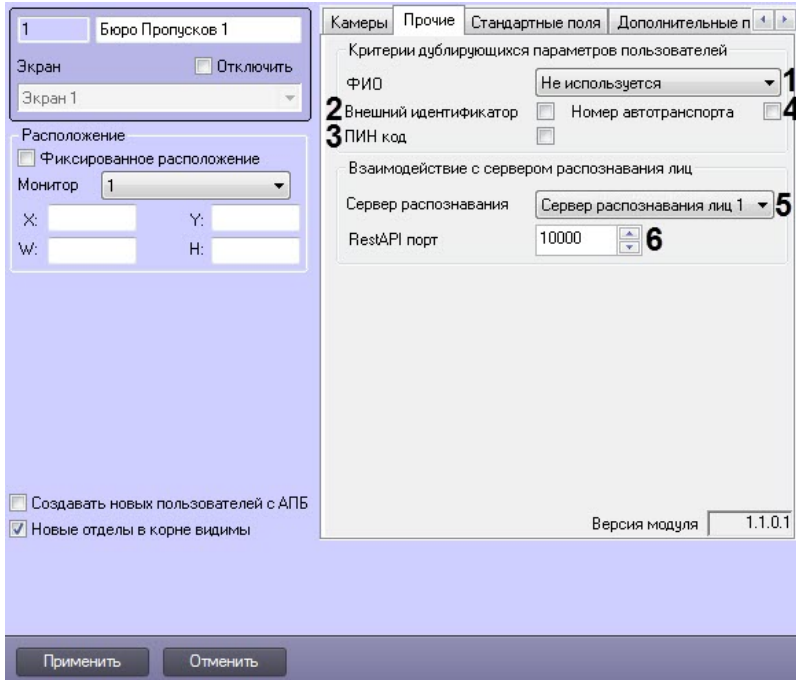 1 Бюро Пропусков 1
Экран Отключить
Экран 1
Расположение
Фиксированное расположение
Монитор 1
X: Y:
W: H:
Создавать новых пользователей с АПБ
Новые отделы в корне видимы
Камеры Прочие Стандартные поля Дополнительные п
Критерии дублирующихся параметров пользователей
ФИО Не используется 1
2 Внешний идентификатор Номер автотранспорта 4
3 ПИН код
Взаимодействие с сервером распознавания лиц
Сервер распознавания Сервер распознавания лиц 1 5
RestAPI порт 10000 6
Версия модуля 1.1.0.1
Применить Отменить